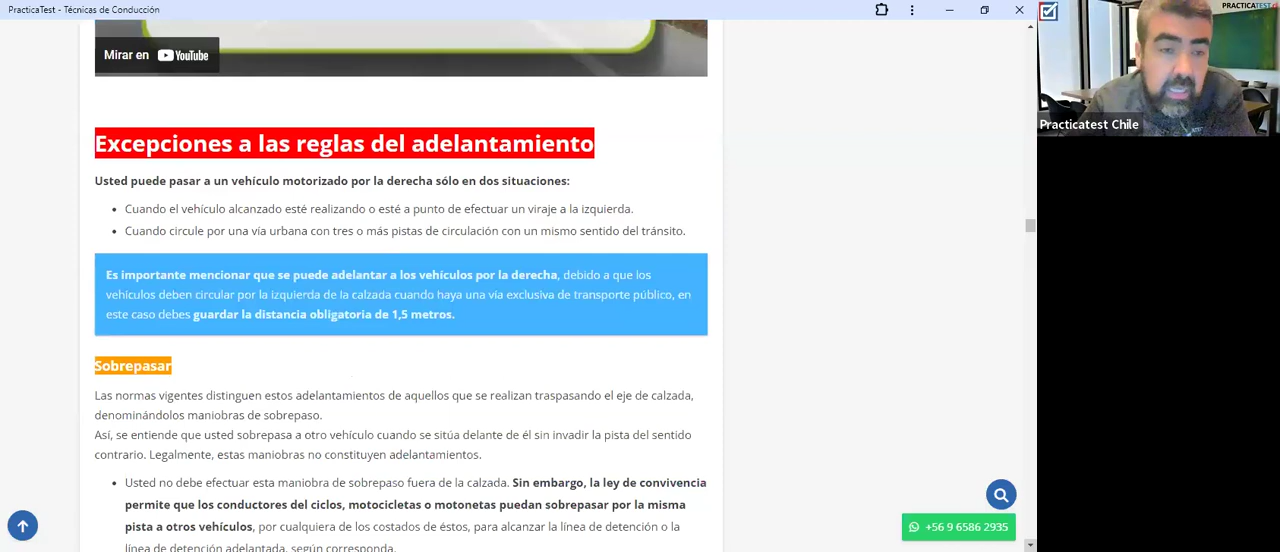 PracticaTest - Técnicas de Conducción
PRACTICATEST
Mirar en YouTube
Practicatest Chile
Excepciones a las reglas del adelantamiento
Usted puede pasar a un vehículo motorizado por la derecha sólo en dos situaciones:
• Cuando el vehículo alcanzado esté realizando o esté a punto de efectuar un viraje a la izquierda.
• Cuando circule por una vía urbana con tres o más pistas de circulación con un mismo sentido del tránsito.
Es importante mencionar que se puede adelantar a los vehículos por la derecha, debido a que los
vehículos deben circular por la izquierda de la calzada cuando haya una vía exclusiva de transporte público, en
este caso debes guardar la distancia obligatoria de 1,5 metros.
Sobrepasar
Las normas vigentes distinguen estos adelantamientos de aquellos que se realizan traspasando el eje de calzada,
denominándolos maniobras de sobrepaso.
Así, se entiende que usted sobrepasa a otro vehículo cuando se sitúa delante de él sin invadir la pista del sentido
contrario. Legalmente, estas maniobras no constituyen adelantamientos.
• Usted no debe efectuar esta maniobra de sobrepaso fuera de la calzada. Sin embargo, la ley de convivencia
permite que los conductores del ciclos, motocicletas o motonetas puedan sobrepasar por la misma
pista a otros vehículos, por cualquiera de los costados de éstos, para alcanzar la línea de detención o la
línea de detención adelantada, según corresponda.
+56 9 6586 2935